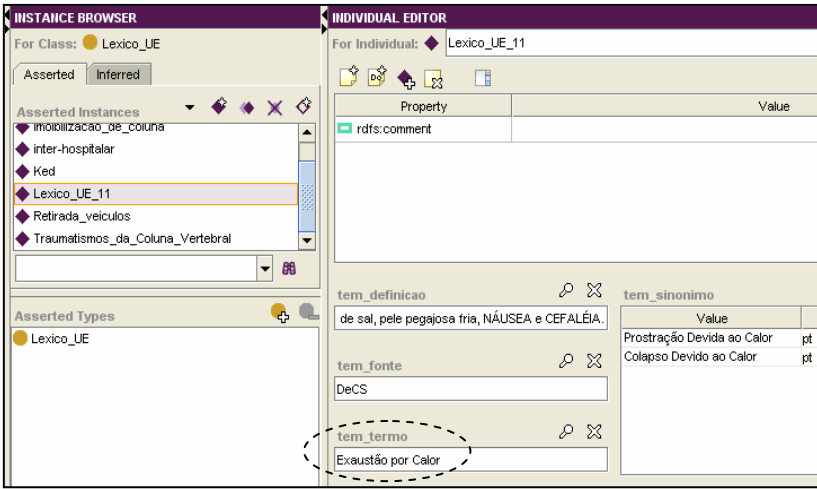 INSTANCE BROWSER
For Class: Lexico_UE
Asserted Inferred
Asserted Instances
Imobilizacao_de_coluna
inter-hospitalar
Ked
Lexico_UE_11
Retirada_veiculos
Traumatismos_da_Coluna_Vertebral
Asserted Types
Lexico_UE
INDIVIDUAL EDITOR
For Individual: Lexico_UE_11
Property Value
rdfs:comment
tem_definicao
de sal, pele pegajosa fria, NÁUSEA e CEFALÉIA.
tem_fonte
DeCS
tem_termo
Exaustão por Calor
tem_sinonimo
Value
Prostração Devida ao Calor pt
Colapso Devido ao Calor pt